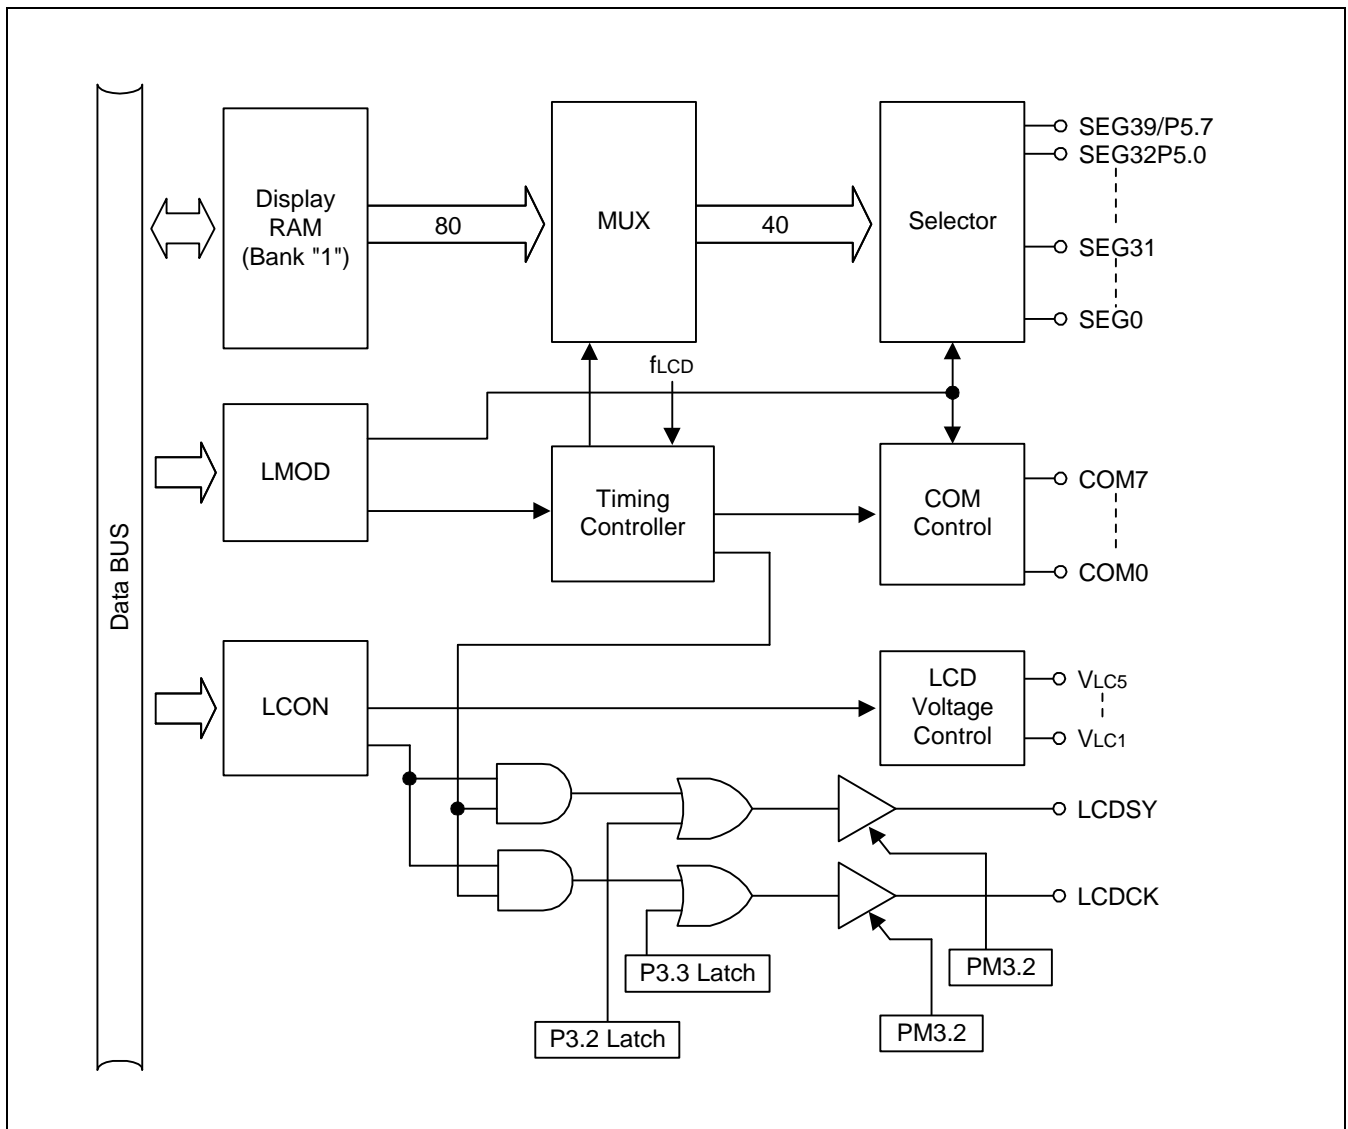 SEG39/P5.7
SEG32P5.0
Display
RAM
(Bank "1")
80
MUX
40
Selector
SEG31
SEG0
fLCD
LMOD
Timing
Controller
COM
Control
COM7
COM0
Data BUS
LCON
LCD
Voltage
Control
VLC5
VLC1
LCDSY
LCDCK
P3.3 Latch
PM3.2
P3.2 Latch
PM3.2